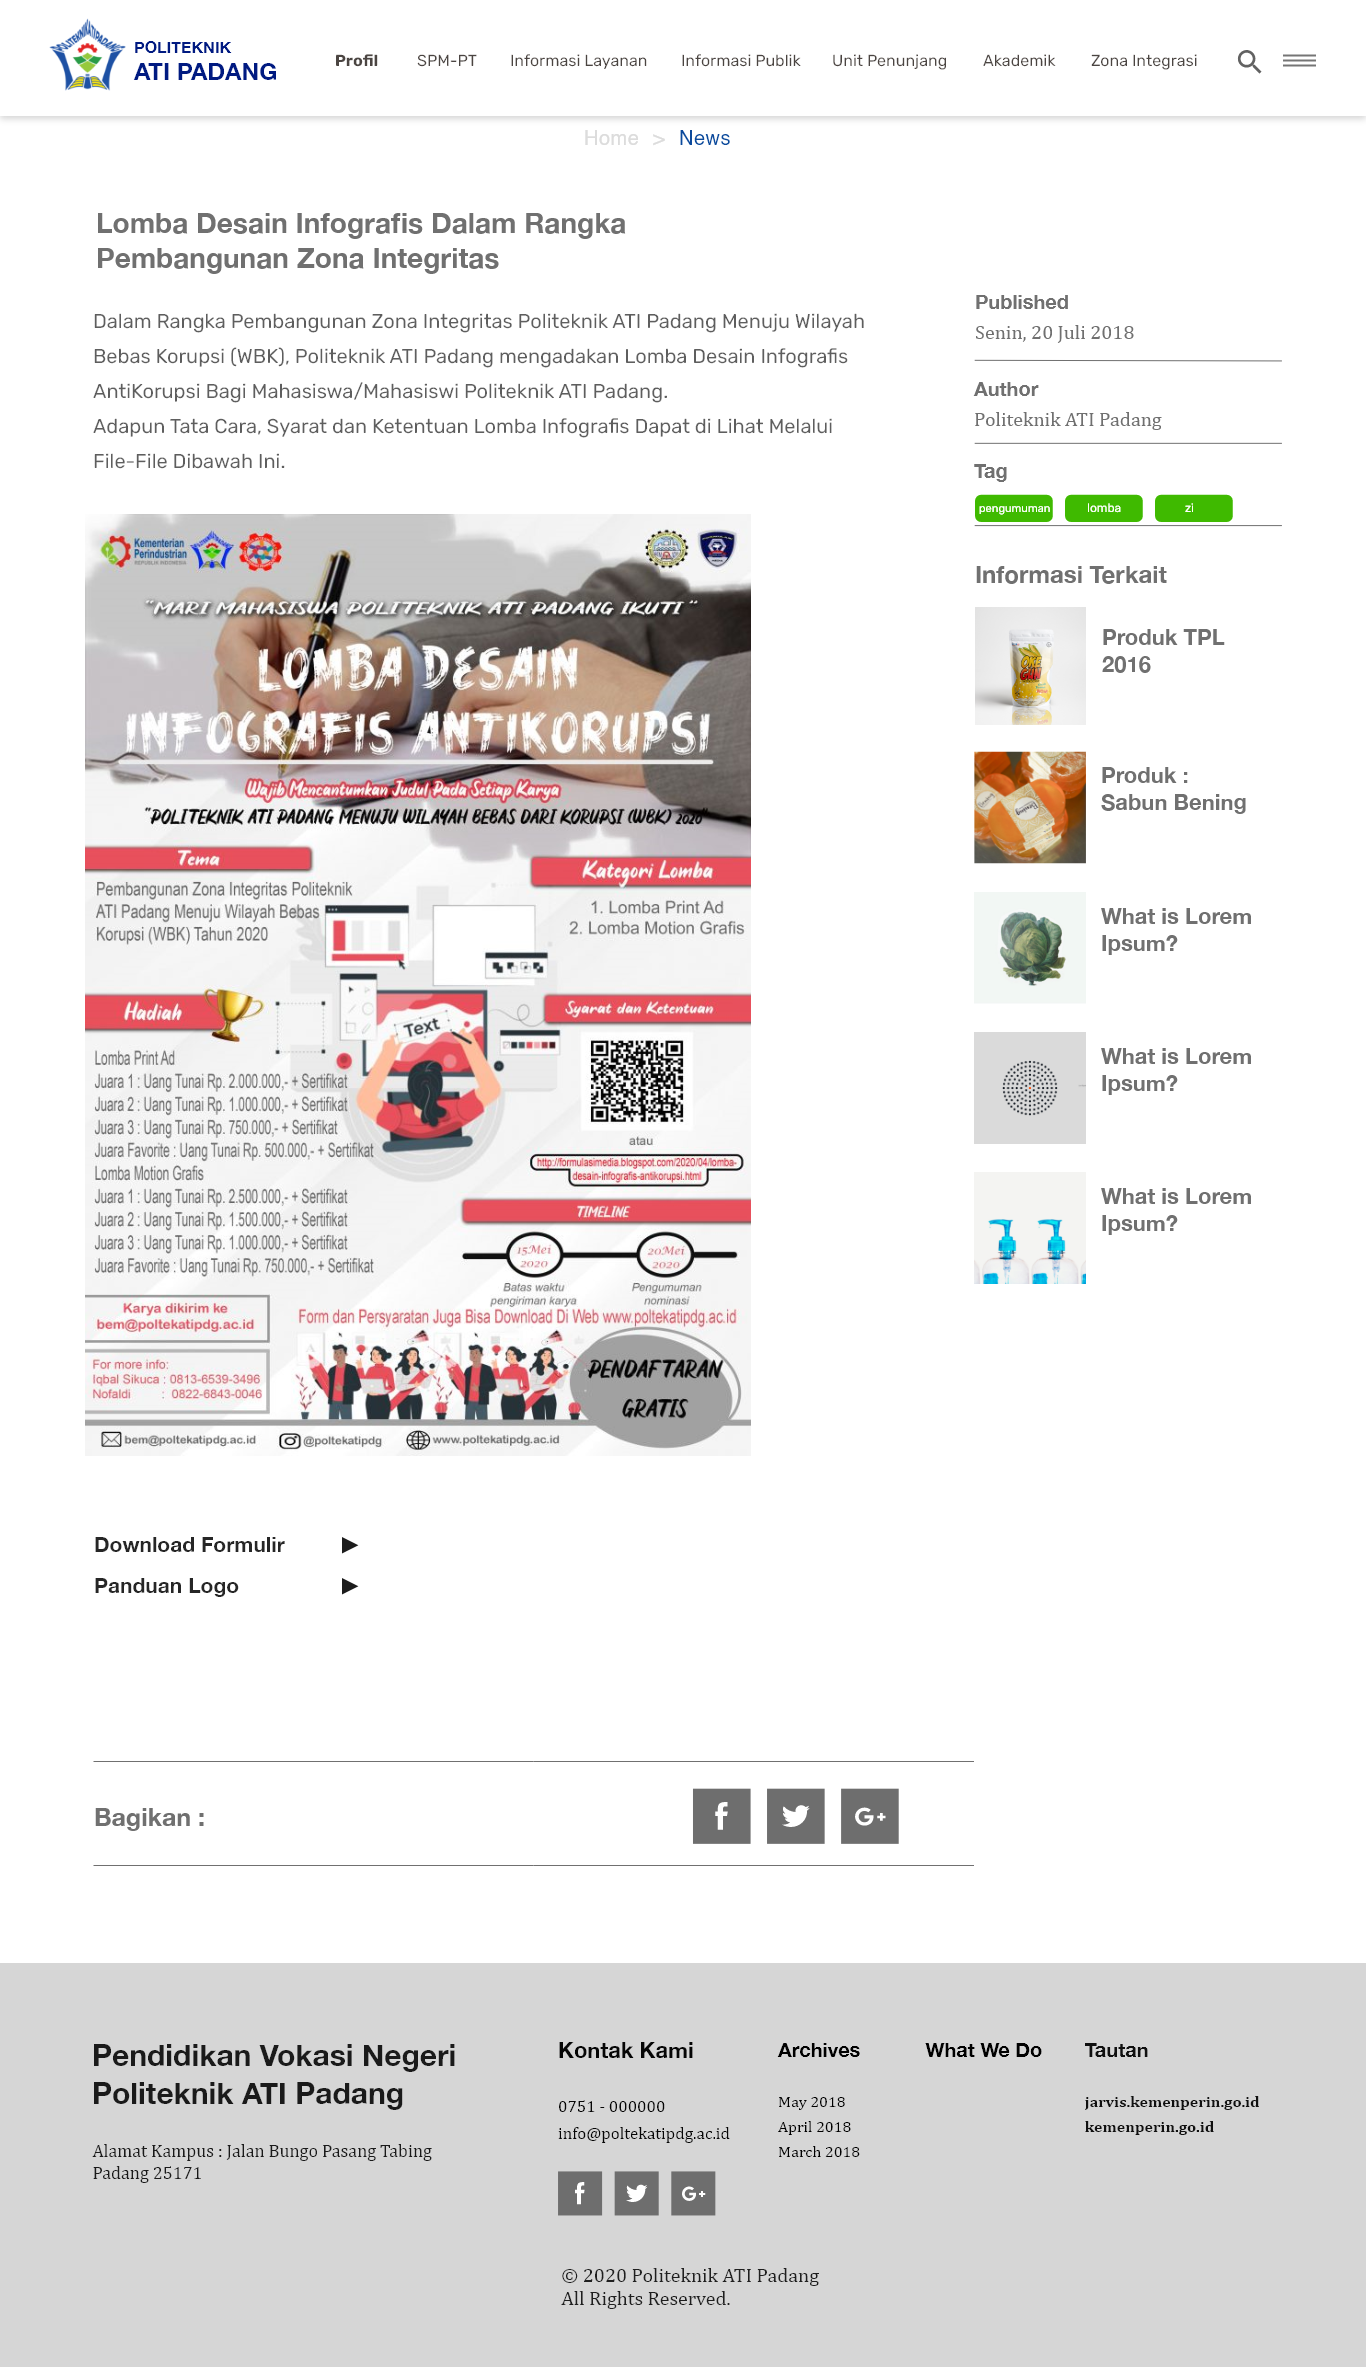 POLITEKNIK
ATI PADANG
Profil SPM-PT Informasi Layanan Informasi Publik Unit Penunjang Akademik Zona Integrasi
Home > News
Lomba Desain Infografis Dalam Rangka
Pembangunan Zona Integritas
Dalam Rangka Pembangunan Zona Integritas Politeknik ATI Padang Menuju Wilayah
Bebas Korupsi (WBK), Politeknik ATI Padang mengadakan Lomba Desain Infografis
AntiKorupsi Bagi Mahasiswa/Mahasiswi Politeknik ATI Padang.
Adapun Tata Cara, Syarat dan Ketentuan Lomba Infografis Dapat di Lihat Melalui
File-File Dibawah Ini.
Kementerian
Perindustrian
REPUBLIK INDONESIA
"MARI MAHASISWA POLITEKNIK ATI PADANG IKUTI"
LOMBA DESAIN
INFOGRAFIS ANTIKORUPSI
Wajib Mencantumkan Judul Pada Setiap Karya
"POLITEKNIK ATI PADANG MENUJU WILAYAH BEBAS DARI KORUPSI (WBK) 2020"
Tema
Pembangunan Zona Integritas Politeknik
ATI Padang Menuju Wilayah Bebas
Korupsi (WBK) Tahun 2020
Kategori Lomba
1. Lomba Print Ad
2. Lomba Motion Grafis
Hadiah
Lomba Print Ad
Juara 1 : Uang Tunai Rp. 2.000.000,- + Sertifikat
Juara 2 : Uang Tunai Rp. 1.000.000,- + Sertifikat
Juara 3 : Uang Tunai Rp. 750.000,- + Sertifikat
Juara Favorite : Uang Tunai Rp. 500.000,- + Sertifikat
Lomba Motion Grafis
Juara 1 : Uang Tunai Rp. 2.500.000,- + Sertifikat
Juara 2 : Uang Tunai Rp. 1.500.000,- + Sertifikat
Juara 3 : Uang Tunai Rp. 1.000.000,- + Sertifikat
Juara Favorite : Uang Tunai Rp. 750.000,- + Sertifikat
Text
Syarat dan Ketentuan
atau
http://formulasimedia.blogspot.com/2020/04/lomba-
desain-infografis-antikorupsi.html
TIMELINE
15 Mei
2020
20 Mei
2020
Batas waktu
pengiriman karya
Pengumuman
nominasi
Karya dikirim ke
bem@poltekatipdg.ac.id
Form dan Persyaratan Juga Bisa Download Di Web www.poltekatipdg.ac.id
For more info:
Iqbal Sikuca : 0813-6539-3496
Nofaldi : 0822-6843-0046
PENDAFTARAN
GRATIS
bem@poltekatipdg.ac.id @poltekatipdg www.poltekatipdg.ac.id
Published
Senin, 20 Juli 2018
Author
Politeknik ATI Padang
Tag
pengumuman lomba zi
Informasi Terkait
Produk TPL
2016
Produk :
Sabun Bening
What is Lorem
Ipsum?
What is Lorem
Ipsum?
What is Lorem
Ipsum?
Download Formulir
Panduan Logo
Bagikan :
Pendidikan Vokasi Negeri
Politeknik ATI Padang
Alamat Kampus : Jalan Bungo Pasang Tabing
Padang 25171
Kontak Kami
0751 - 000000
info@poltekatipdg.ac.id
Archives
May 2018
April 2018
March 2018
What We Do
Tautan
jarvis.kemenperin.go.id
kemenperin.go.id
© 2020 Politeknik ATI Padang
All Rights Reserved.